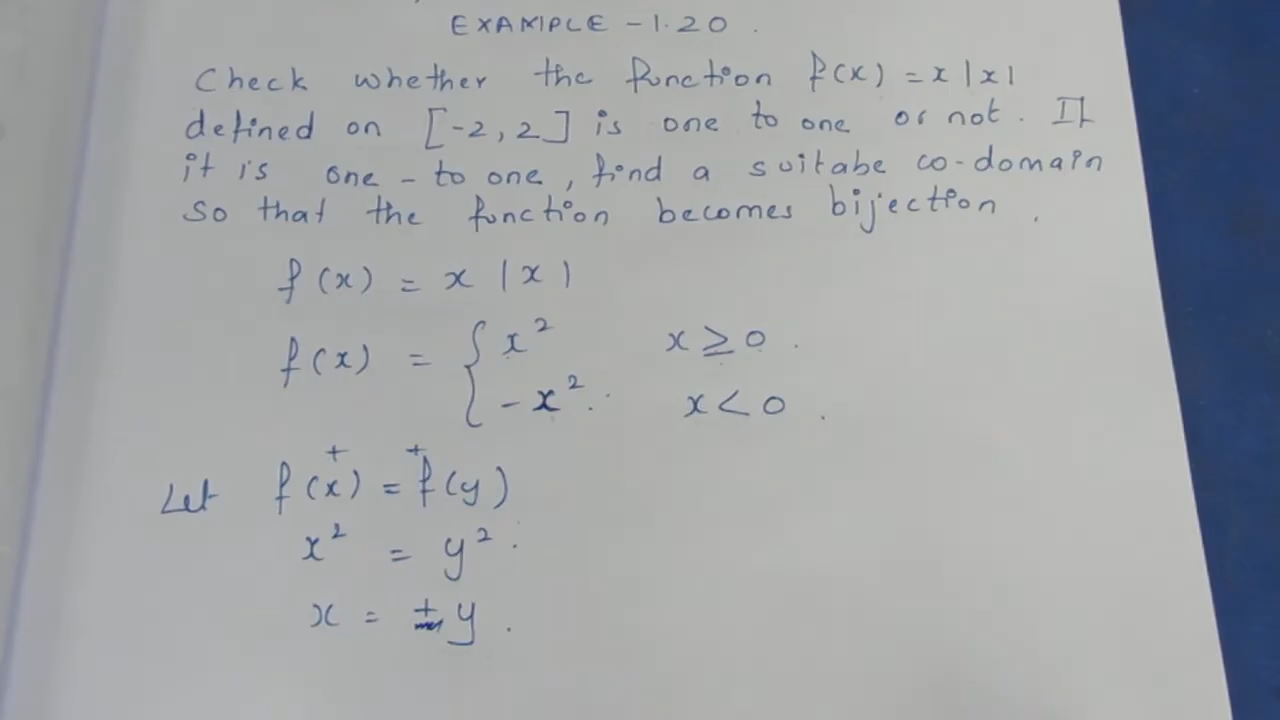 EXAMPLE - 1.20.
Check whether the function f(x) = x|x|
defined on [-2, 2] is one to one or not. If
it is one - to one, find a suitabe co-domain
so that the function becomes bijection.
f(x) = x |x|
f(x) = { x² x ≥ 0.
-x². x < 0.
+ +
Let f(x) = f(y)
x² = y².
x = ±y.